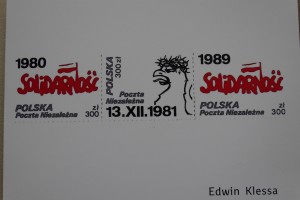 1980
SOLIDARNOŚĆ
POLSKA zł
Poczta Niezależna 300
POLSKA
300 zł
Poczta
Niezależna
13.XII.1981
1989
SOLIDARNOŚĆ
POLSKA zł
Poczta Niezależna 300
Edwin Klessa